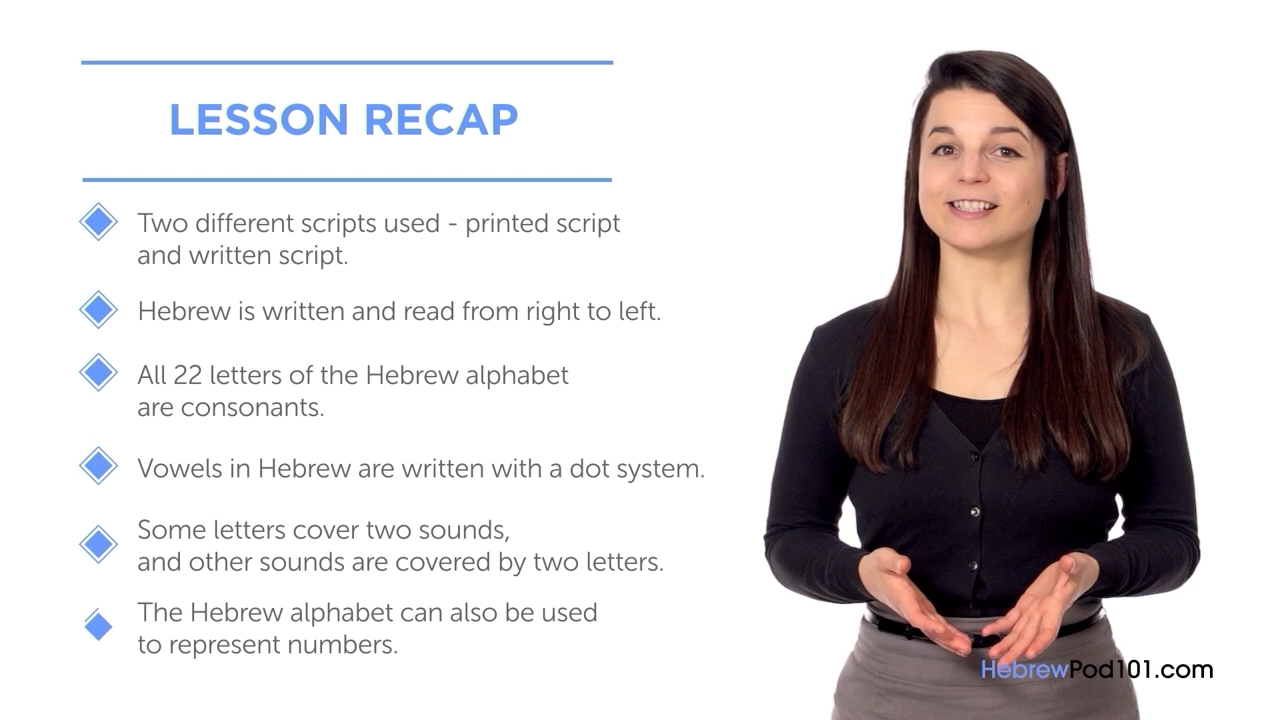 LESSON RECAP
Two different scripts used - printed script
and written script.
Hebrew is written and read from right to left.
All 22 letters of the Hebrew alphabet
are consonants.
Vowels in Hebrew are written with a dot system.
Some letters cover two sounds,
and other sounds are covered by two letters.
The Hebrew alphabet can also be used
to represent numbers.
HebrewPod101.com